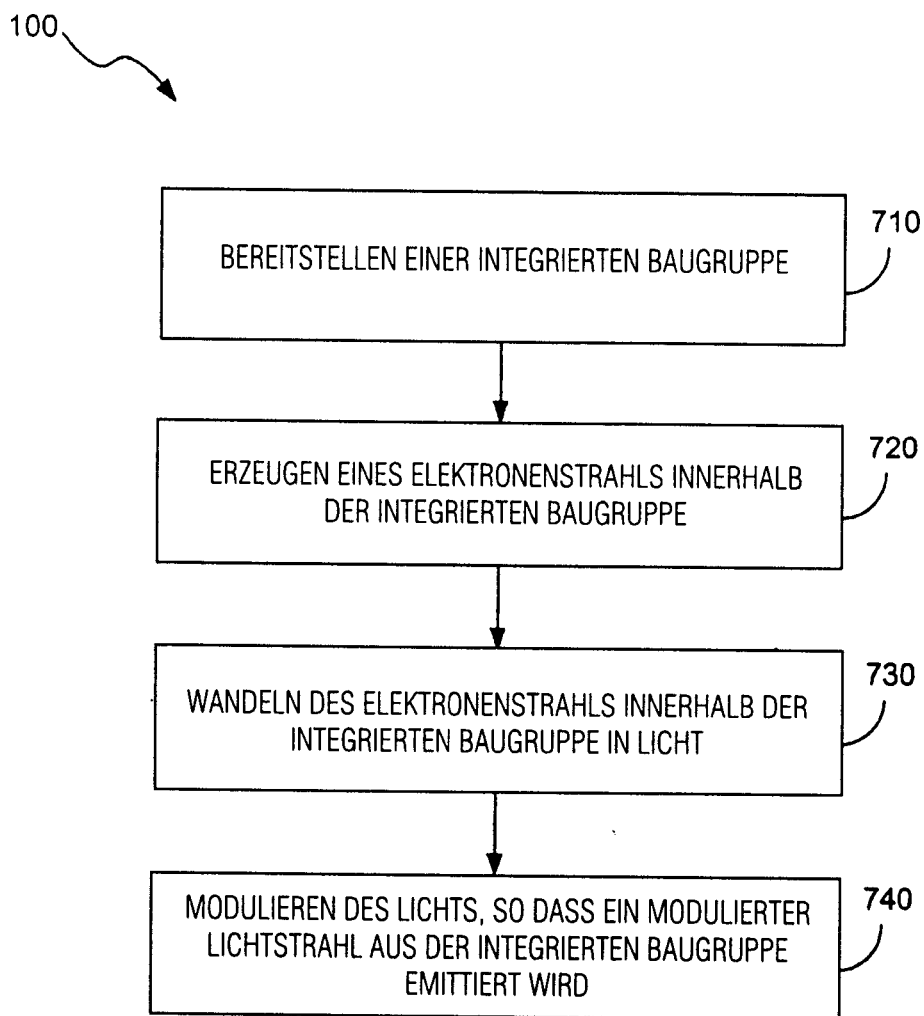 100
710
BEREITSTELLEN EINER INTEGRIERTEN BAUGRUPPE
720
ERZEUGEN EINES ELEKTRONENSTRAHLS INNERHALB
DER INTEGRIERTEN BAUGRUPPE
730
WANDELN DES ELEKTRONENSTRAHLS INNERHALB DER
INTEGRIERTEN BAUGRUPPE IN LICHT
740
MODULIEREN DES LICHTS, SO DASS EIN MODULIERTER
LICHTSTRAHL AUS DER INTEGRIERTEN BAUGRUPPE
EMITTIERT WIRD